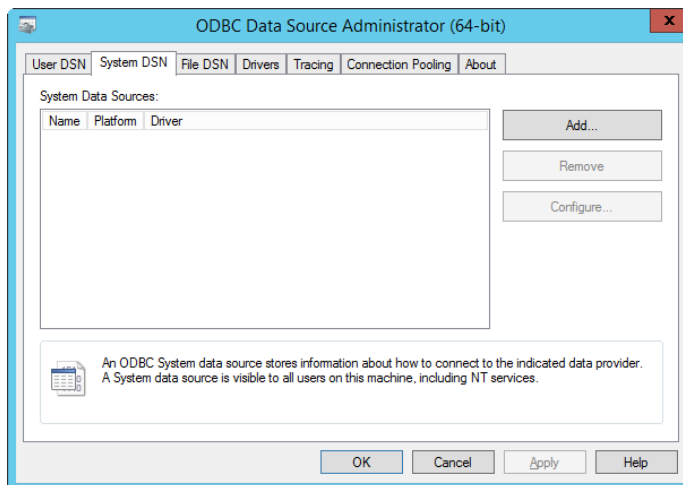 ODBC Data Source Administrator (64-bit)
x
User DSN System DSN File DSN Drivers Tracing Connection Pooling About
System Data Sources:
Name Platform Driver
Add...
Remove
Configure...
An ODBC System data source stores information about how to connect to the indicated data provider.
A System data source is visible to all users on this machine, including NT services.
OK Cancel Apply Help